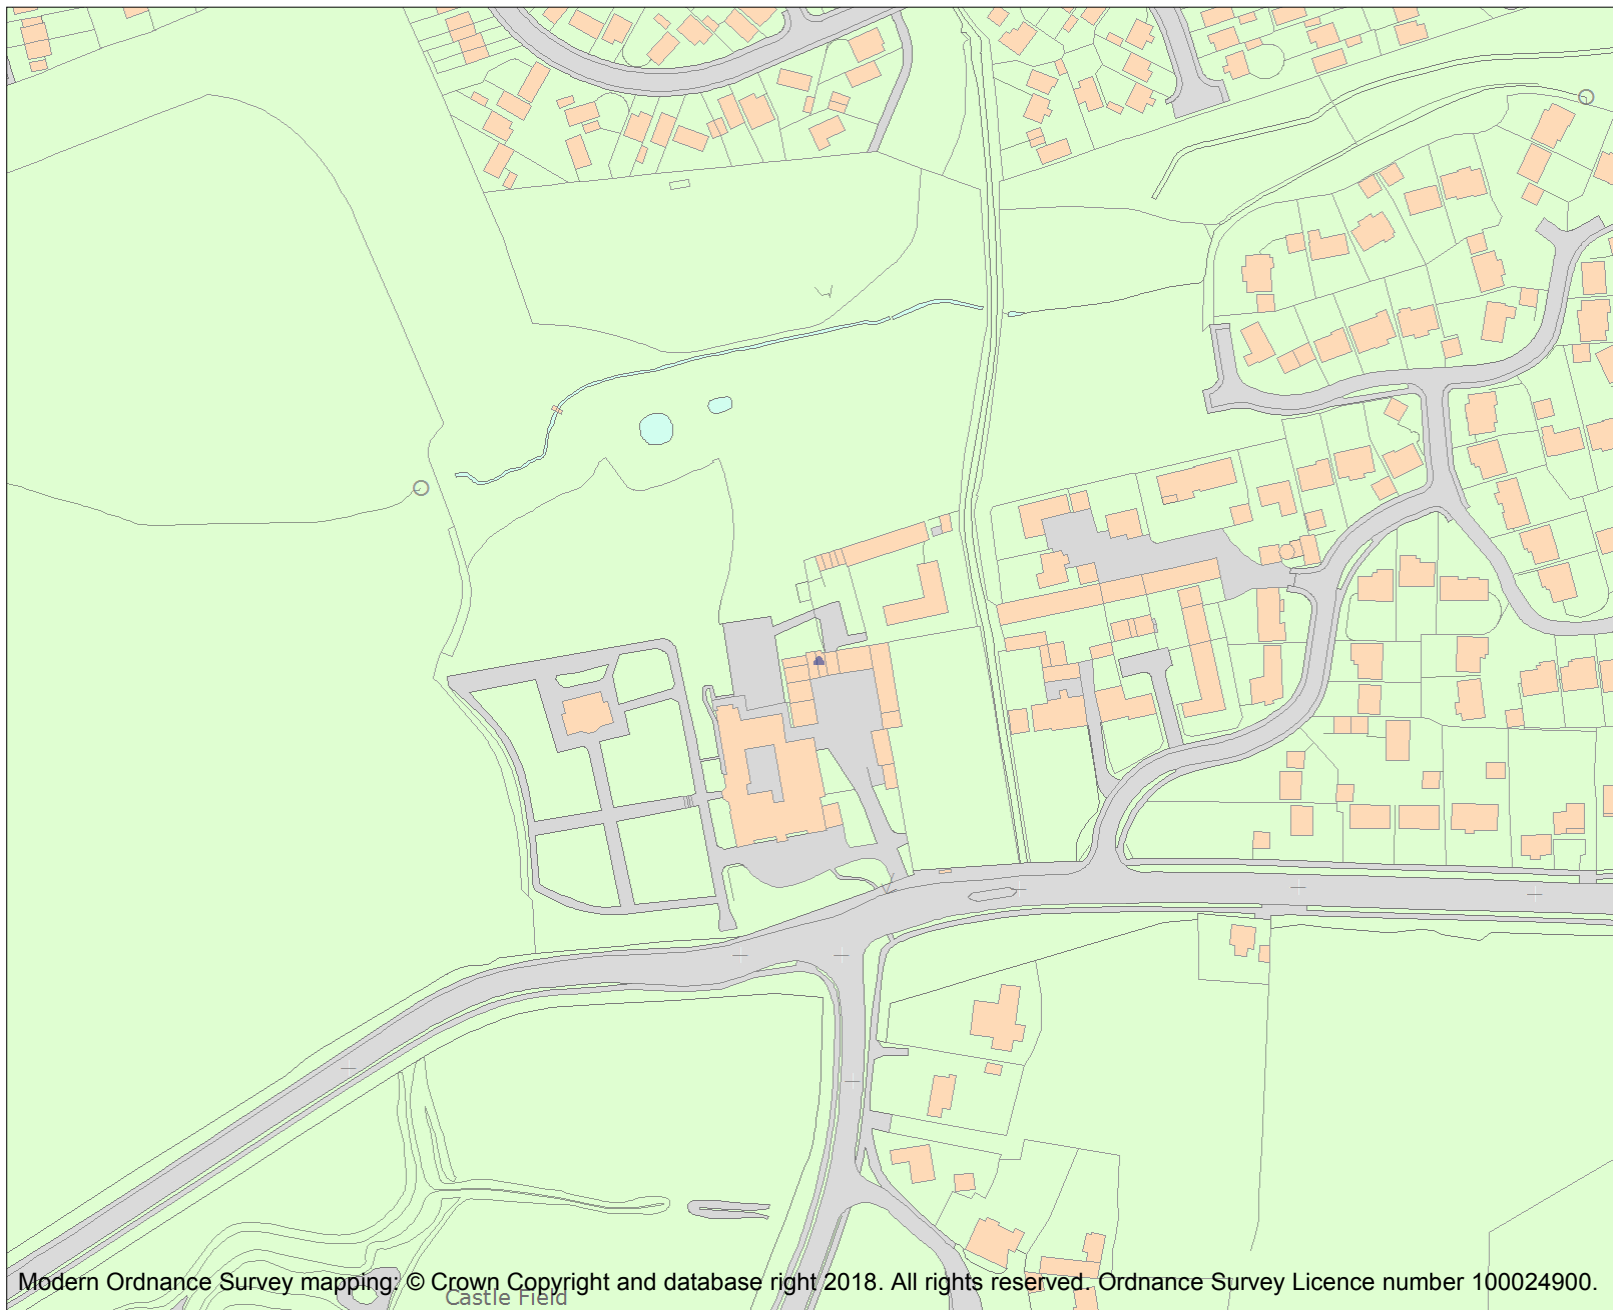 Modern Ordnance Survey mapping: © Crown Copyright and database right 2018. All rights reserved. Ordnance Survey Licence number 100024900.
Castle Field